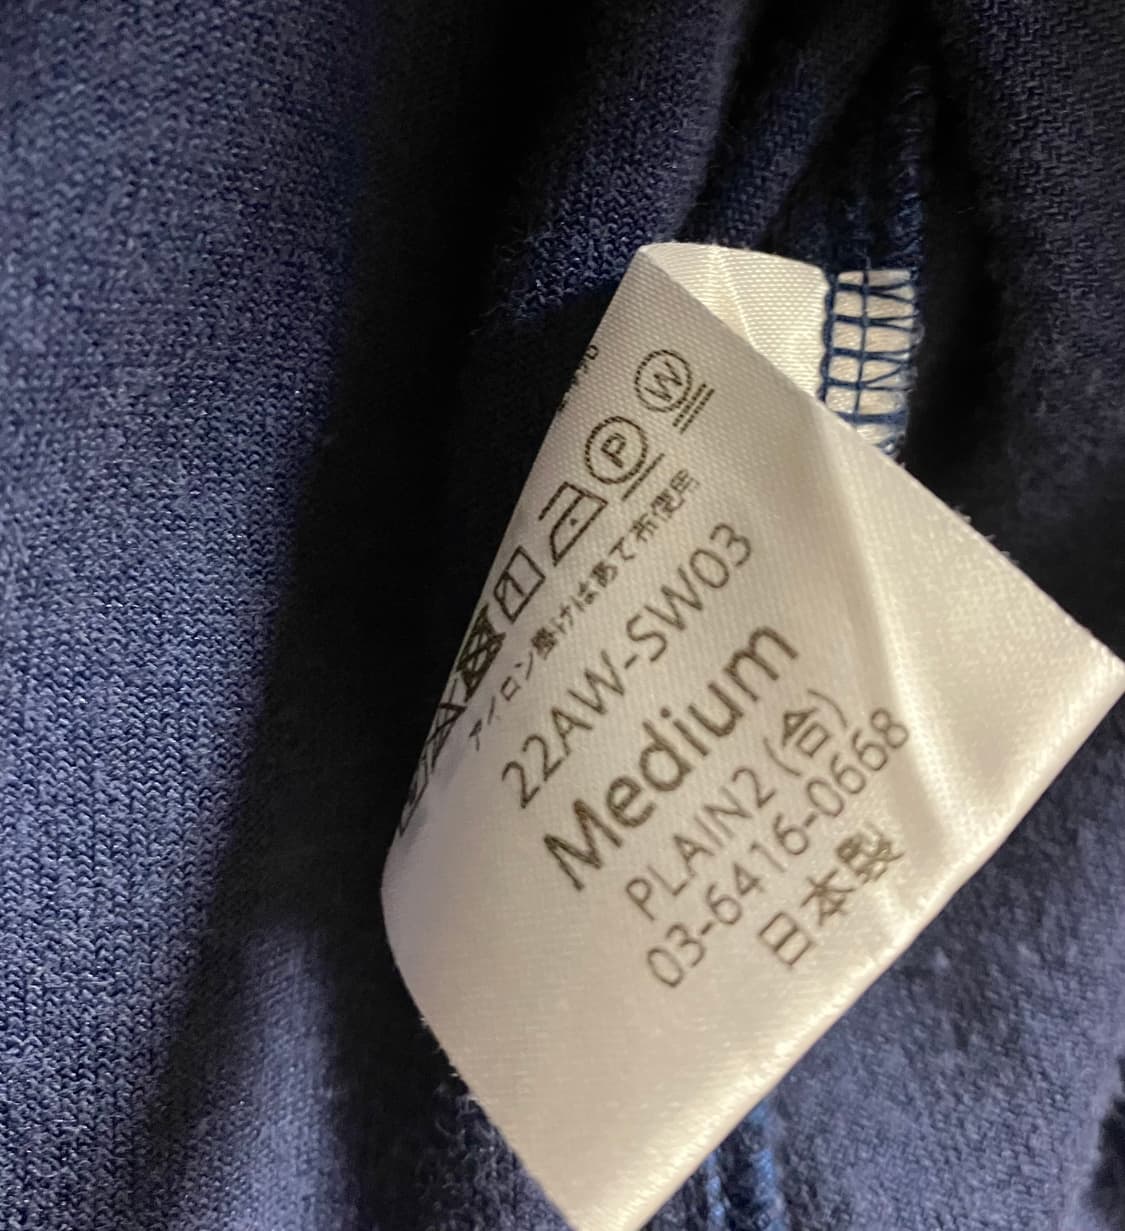 P W
アイロン掛けはあて布使用
22AW-SW03
Medium
PLAIN2 (合)
03-6416-0668
日本製